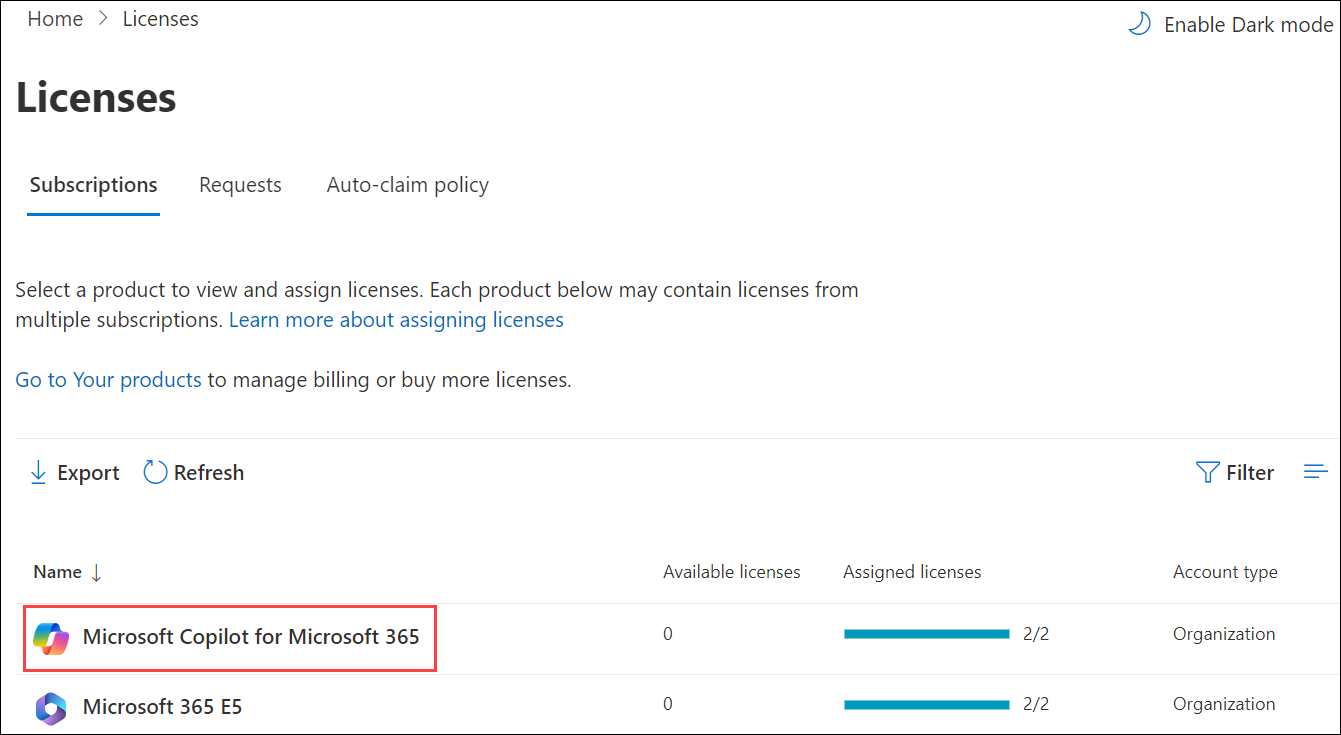 Home > Licenses
Enable Dark mode
Licenses
Subscriptions Requests Auto-claim policy
Select a product to view and assign licenses. Each product below may contain licenses from
multiple subscriptions. Learn more about assigning licenses
Go to Your products to manage billing or buy more licenses.
Export Refresh Filter
Name ↓ Available licenses Assigned licenses Account type
Microsoft Copilot for Microsoft 365 0 2/2 Organization
Microsoft 365 E5 0 2/2 Organization